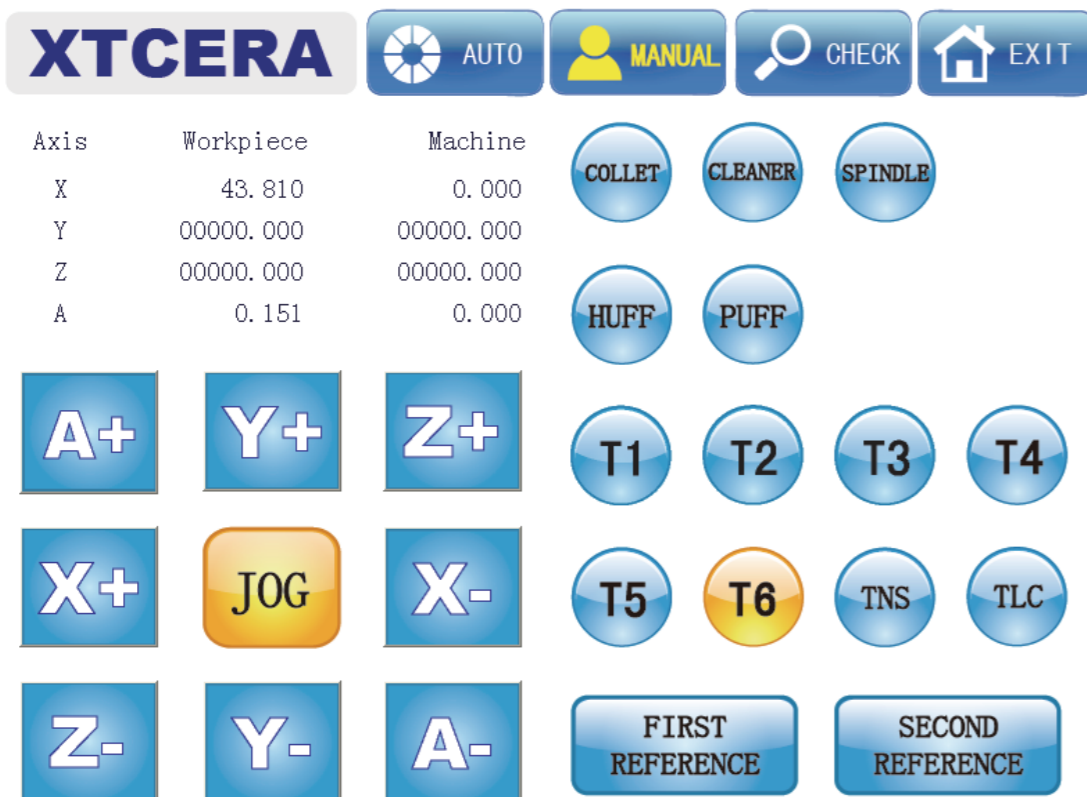 XTCERA AUTO MANUAL CHECK EXIT
Axis Workpiece Machine
X 43.810 0.000
Y 00000.000 00000.000
Z 00000.000 00000.000
A 0.151 0.000
COLLET CLEANER SPINDLE
HUFF PUFF
A+ Y+ Z+
T1 T2 T3 T4
X+ JOG X-
T5 T6 TNS TLC
Z- Y- A-
FIRST
REFERENCE
SECOND
REFERENCE